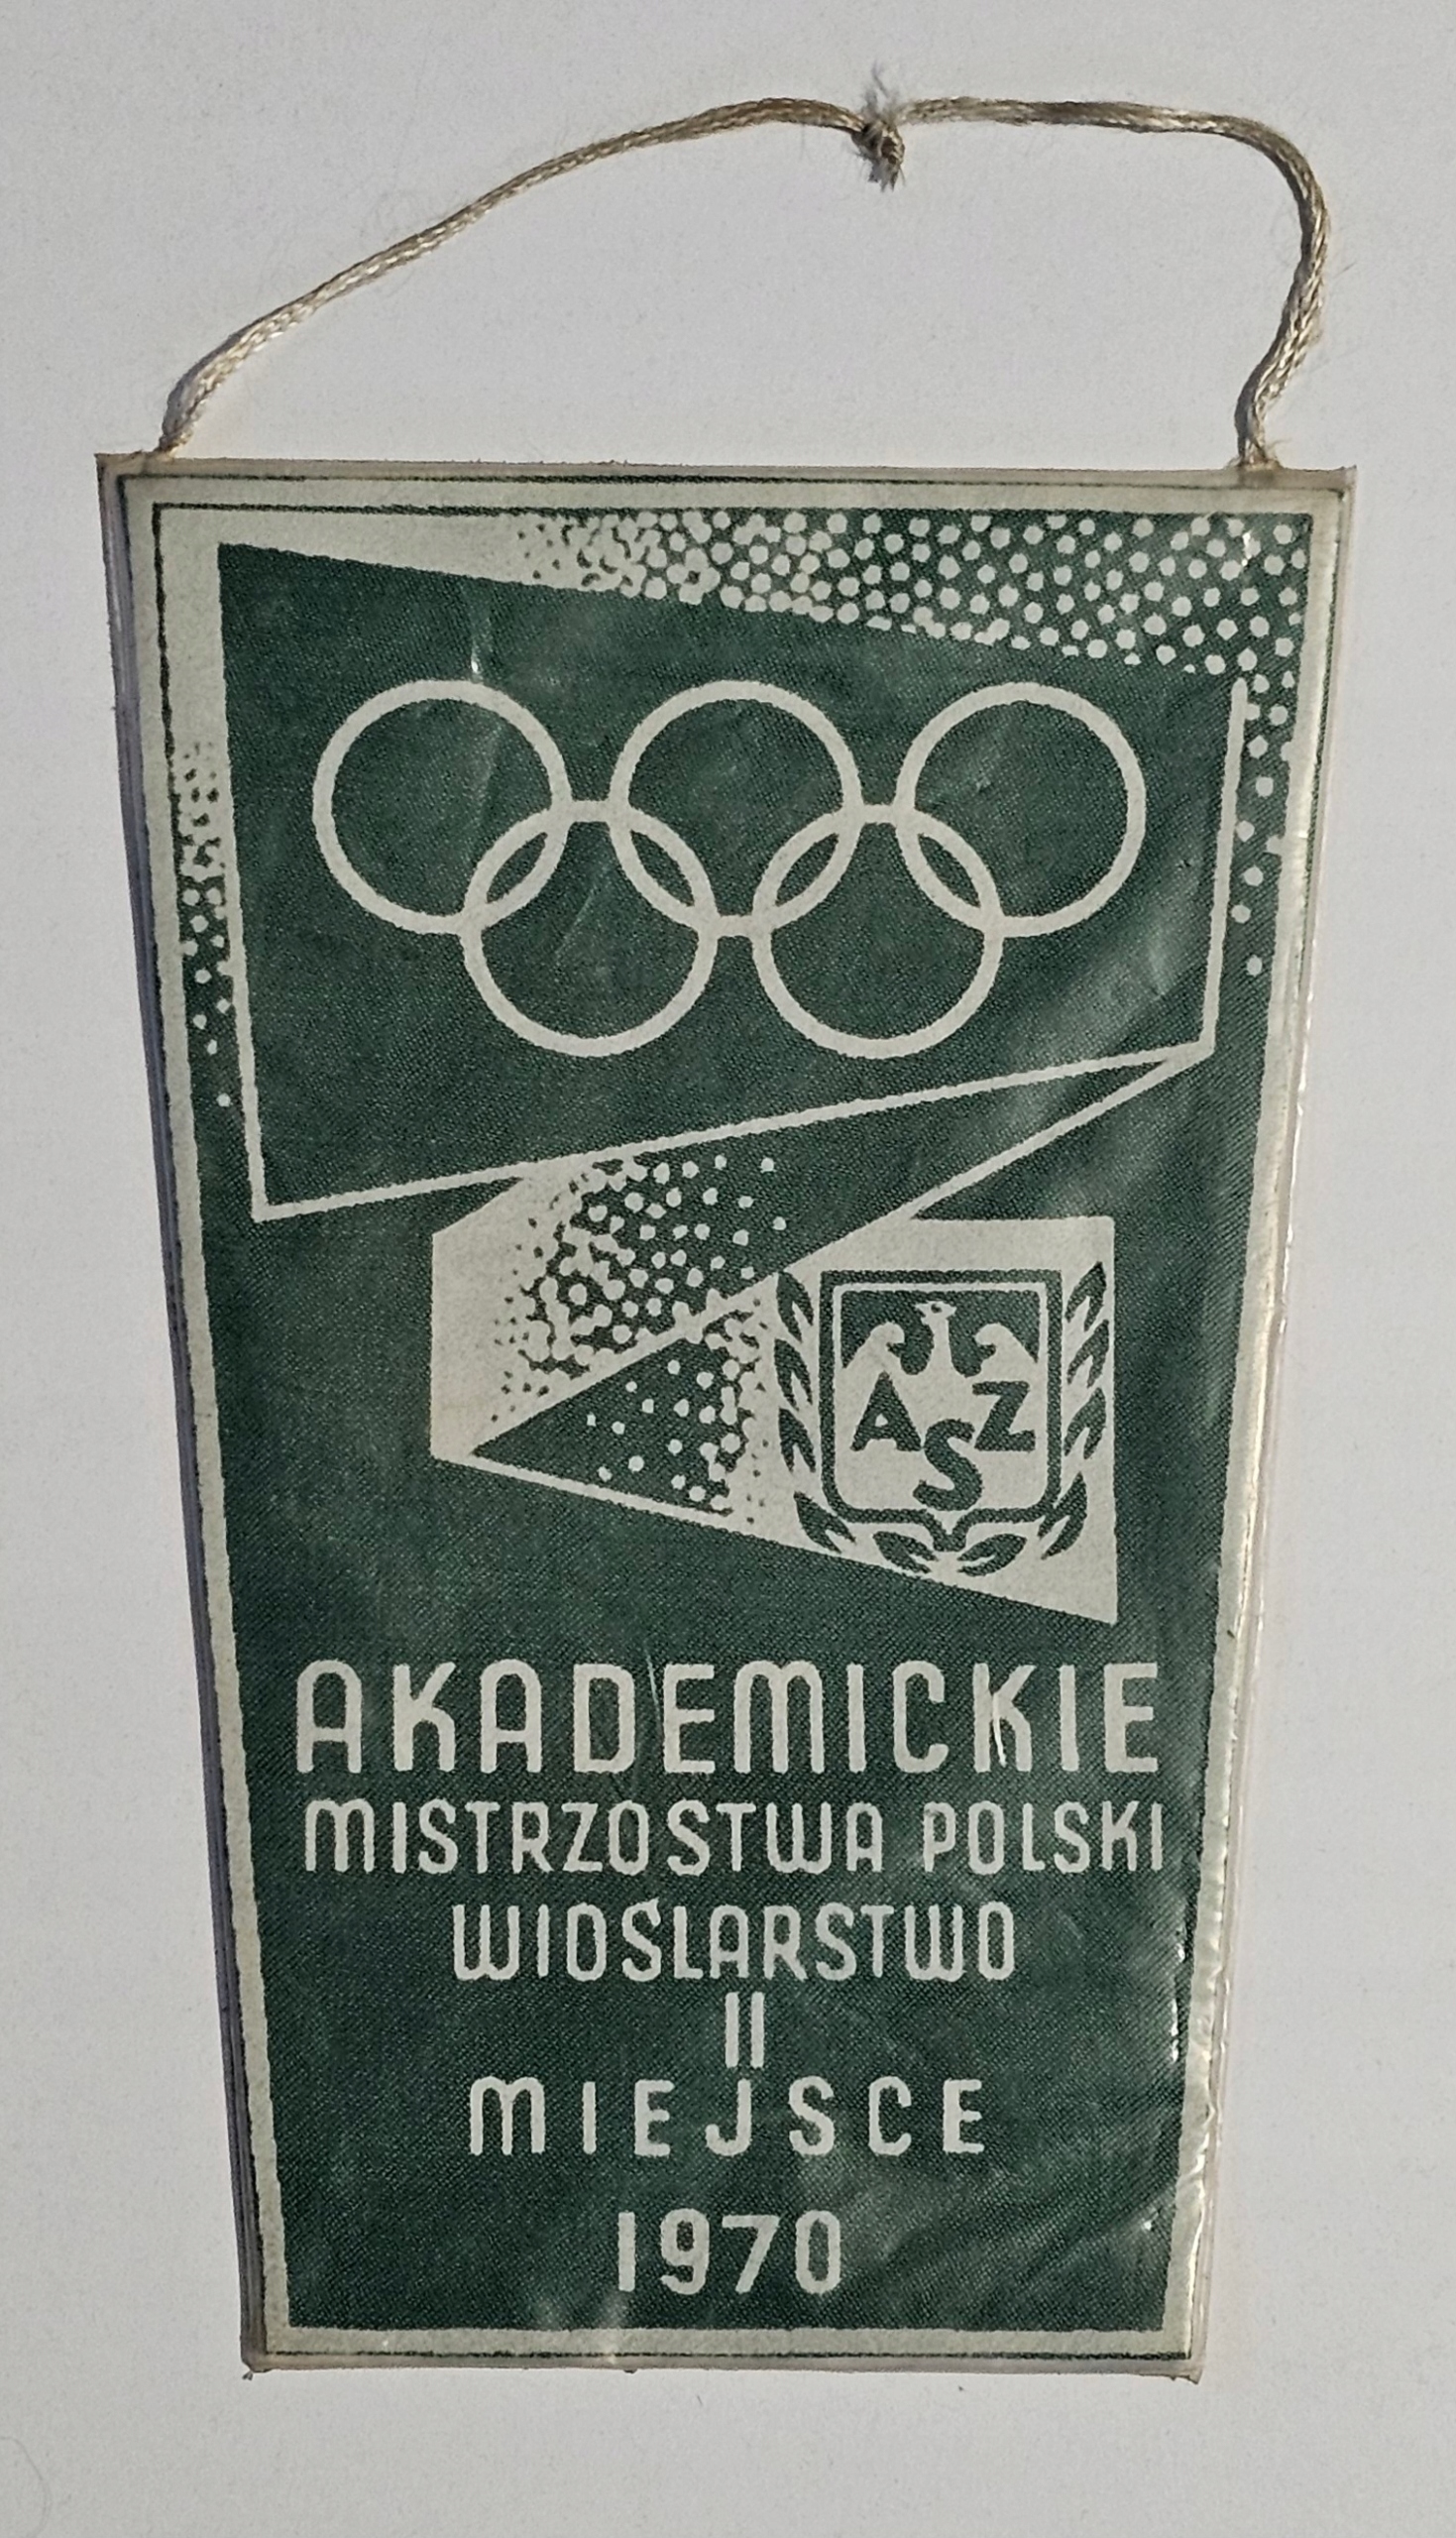 AZS
AKADEMICKIE
MISTRZOSTWA POLSKI
WIOŚLARSTWO
II
MIEJSCE
1970